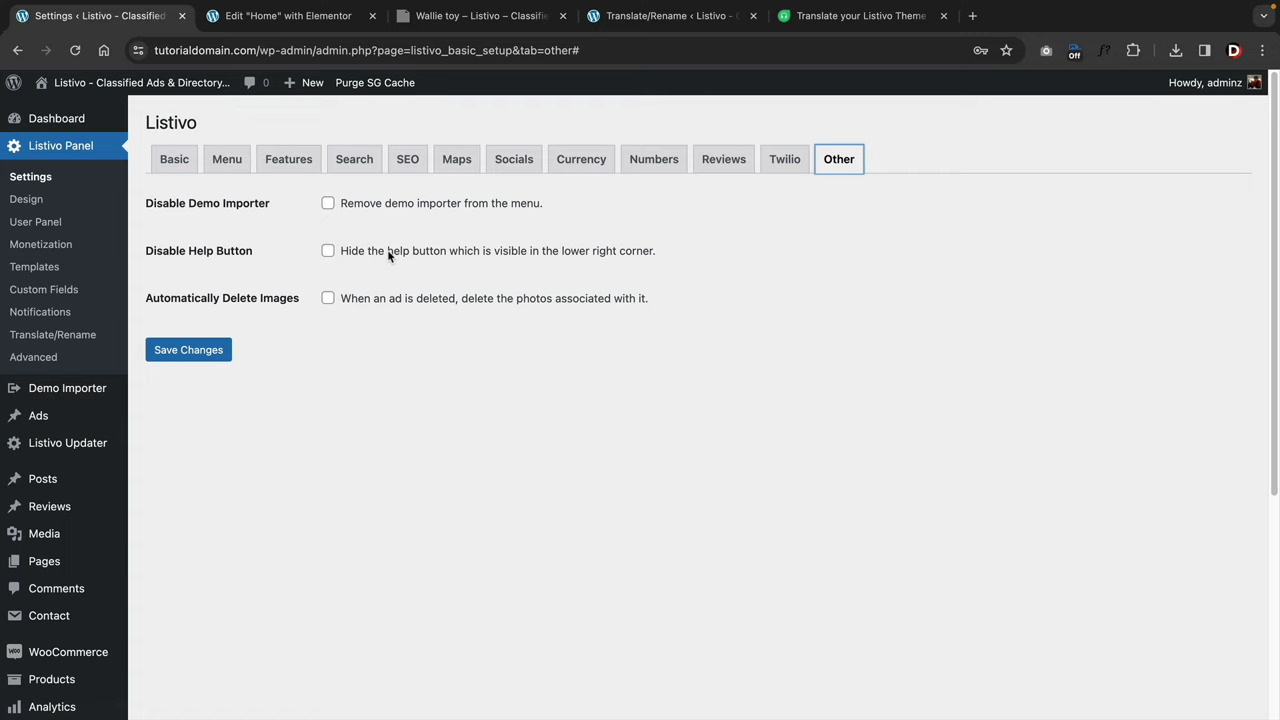 Settings ‹ Listivo - Classified
Edit "Home" with Elementor
Wallie toy – Listivo – Classifie
Translate/Rename ‹ Listivo -
Translate your Listivo Theme
tutorialdomain.com/wp-admin/admin.php?page=listivo_basic_setup&tab=other#
Off
f?
D
Listivo - Classified Ads & Directory...
0
New
Purge SG Cache
Howdy, adminz
Dashboard
Listivo Panel
Settings
Design
User Panel
Monetization
Templates
Custom Fields
Notifications
Translate/Rename
Advanced
Demo Importer
Ads
Listivo Updater
Posts
Reviews
Media
Pages
Comments
Contact
WooCommerce
Products
Analytics
Listivo
Basic
Menu
Features
Search
SEO
Maps
Socials
Currency
Numbers
Reviews
Twilio
Other
Disable Demo Importer
Remove demo importer from the menu.
Disable Help Button
Hide the help button which is visible in the lower right corner.
Automatically Delete Images
When an ad is deleted, delete the photos associated with it.
Save Changes